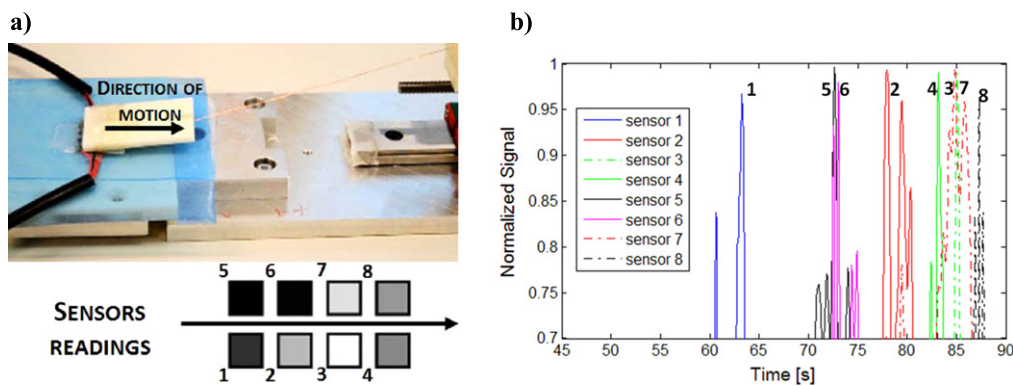 a)
DIRECTION OF
MOTION
5 6 7 8
SENSORS
READINGS
1 2 3 4
b)
1 5 6 2 4 3 7 8
1
0.95
0.9
0.85
0.8
0.75
0.7
Normalized Signal
sensor 1
sensor 2
sensor 3
sensor 4
sensor 5
sensor 6
sensor 7
sensor 8
45 50 55 60 65 70 75 80 85 90
Time [s]